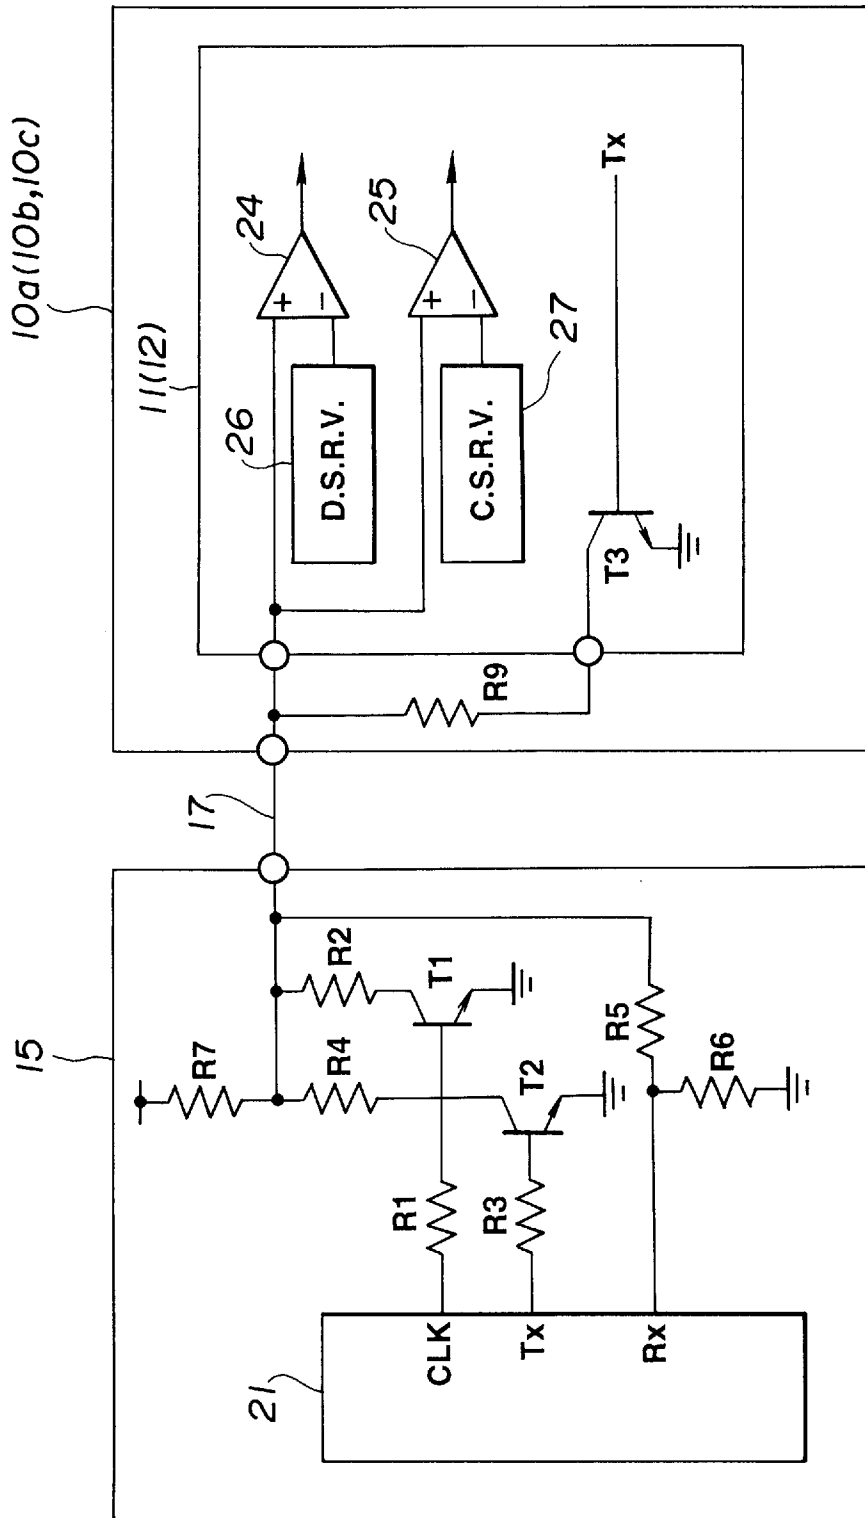 10a(10b,10c)
11(12)
24
25
26
27
D.S.R.V.
C.S.R.V.
+
−
+
−
Tx
T3
R9
17
15
R7
R2
R4
T1
T2
R5
R6
R1
R3
CLK
Tx
Rx
21